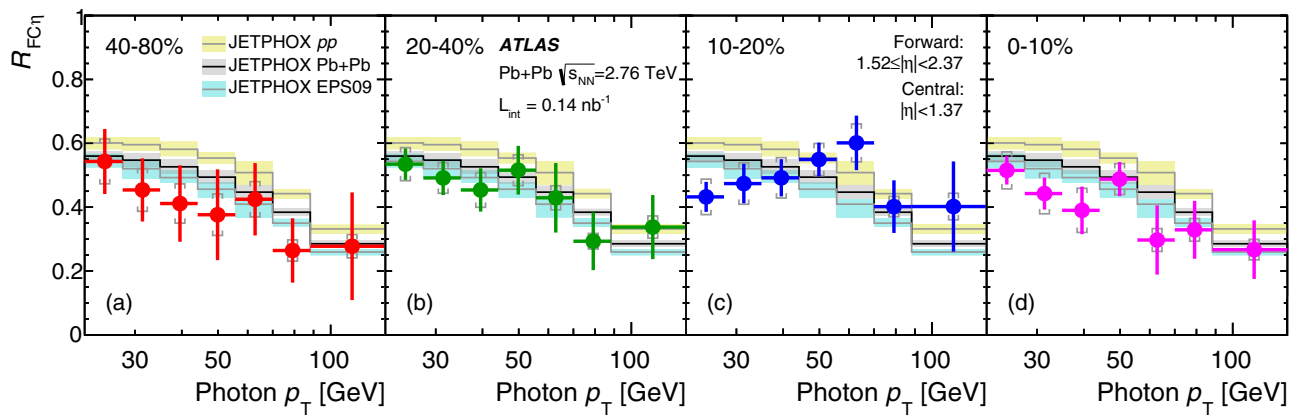 R_FCη
1
0.8
0.6
0.4
0.2
0
40-80%
JETPHOX pp
JETPHOX Pb+Pb
JETPHOX EPS09
(a)
20-40%
ATLAS
Pb+Pb √s_NN=2.76 TeV
L_int = 0.14 nb⁻¹
(b)
10-20%
Forward:
1.52≤|η|<2.37
Central:
|η|<1.37
(c)
0-10%
(d)
30 50 100
30 50 100
30 50 100
30 50 100
Photon p_T [GeV]
Photon p_T [GeV]
Photon p_T [GeV]
Photon p_T [GeV]